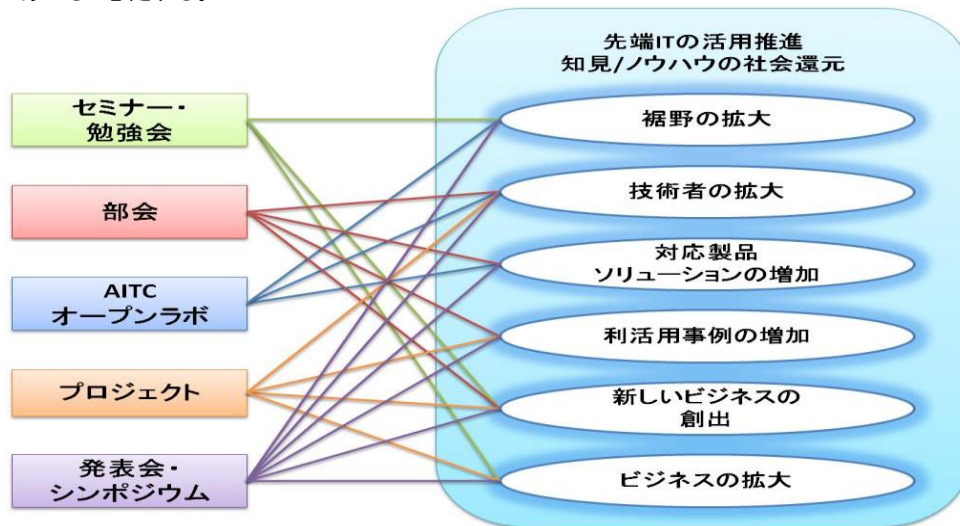 先端ITの活用推進
知見/ノウハウの社会還元
セミナー・
勉強会
部会
AITC
オープンラボ
プロジェクト
発表会・
シンポジウム
裾野の拡大
技術者の拡大
対応製品
ソリューションの増加
利活用事例の増加
新しいビジネスの
創出
ビジネスの拡大